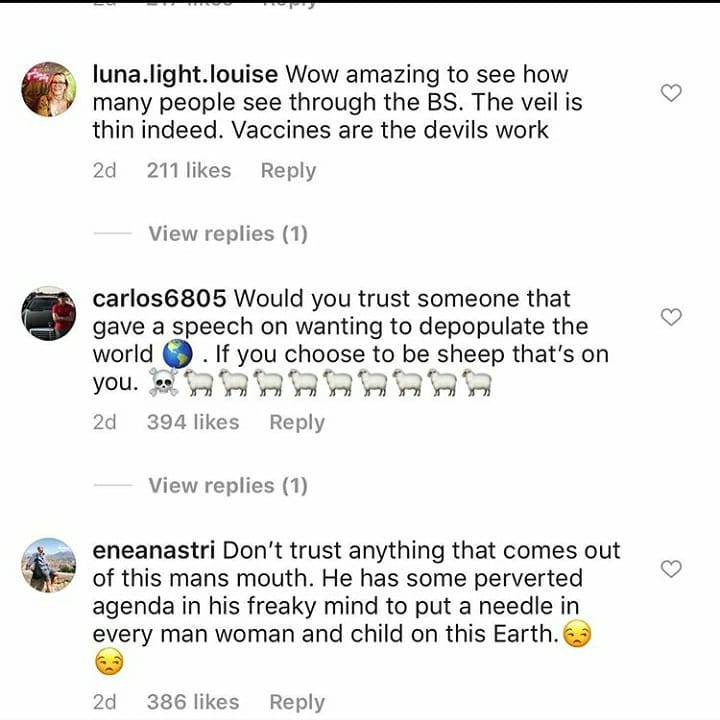 2d 217 likes Reply
luna.light.louise Wow amazing to see how
many people see through the BS. The veil is
thin indeed. Vaccines are the devils work
2d 211 likes Reply
View replies (1)
carlos6805 Would you trust someone that
gave a speech on wanting to depopulate the
world 🌎 . If you choose to be sheep that’s on
you. ☠️🐑🐑🐑🐑🐑🐑🐑🐑🐑
2d 394 likes Reply
View replies (1)
eneanastri Don’t trust anything that comes out
of this mans mouth. He has some perverted
agenda in his freaky mind to put a needle in
every man woman and child on this Earth.😒
😒
2d 386 likes Reply